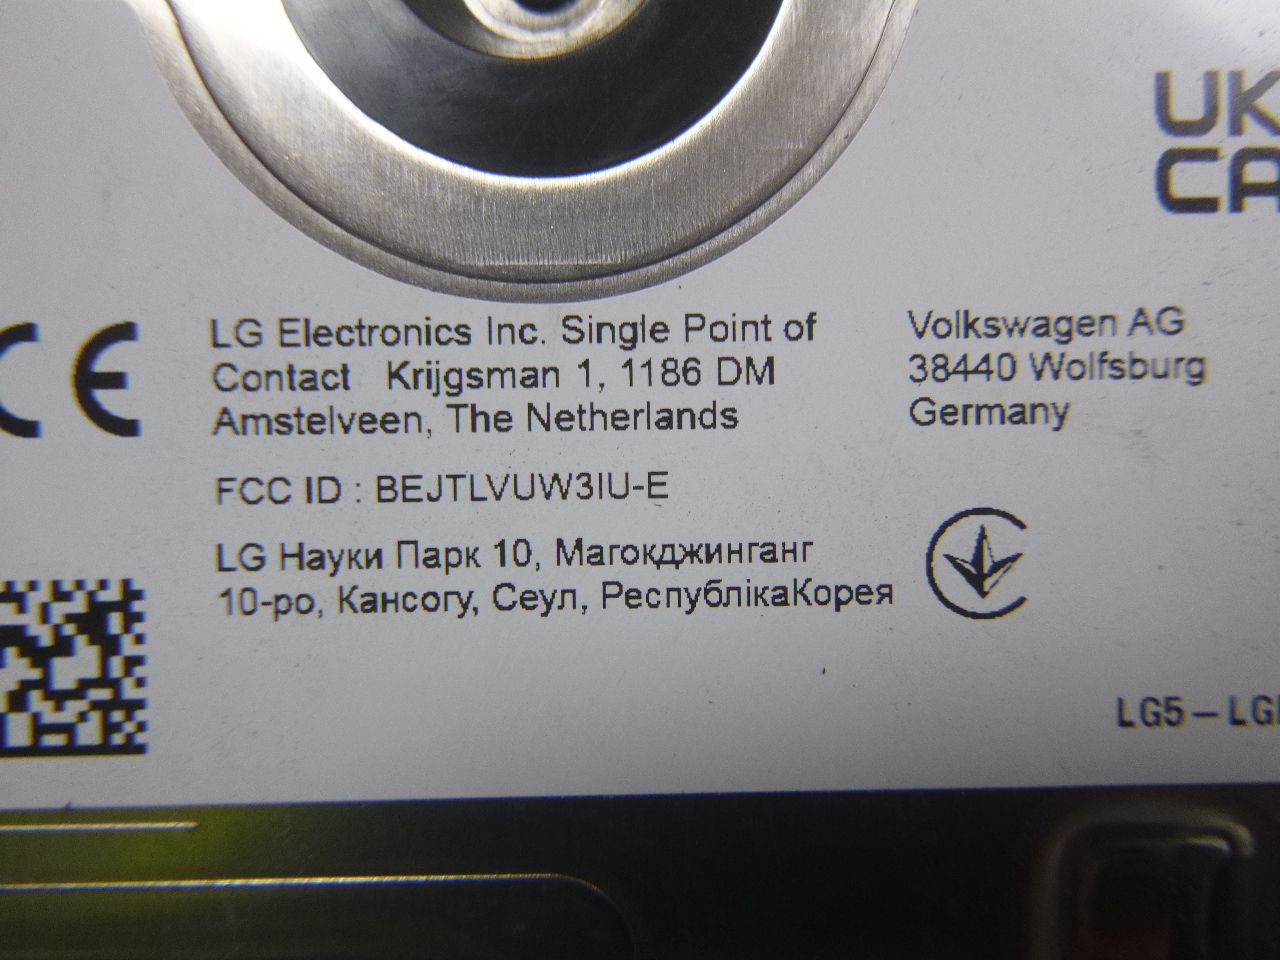 UK
CA
CE
LG Electronics Inc. Single Point of
Contact Krijgsman 1, 1186 DM
Amstelveen, The Netherlands
Volkswagen AG
38440 Wolfsburg
Germany
FCC ID : BEJTLVUW3IU-E
LG Науки Парк 10, Магокджинганг
10-ро, Кансогу, Сеул, РеспублікаКорея
LG5-LG